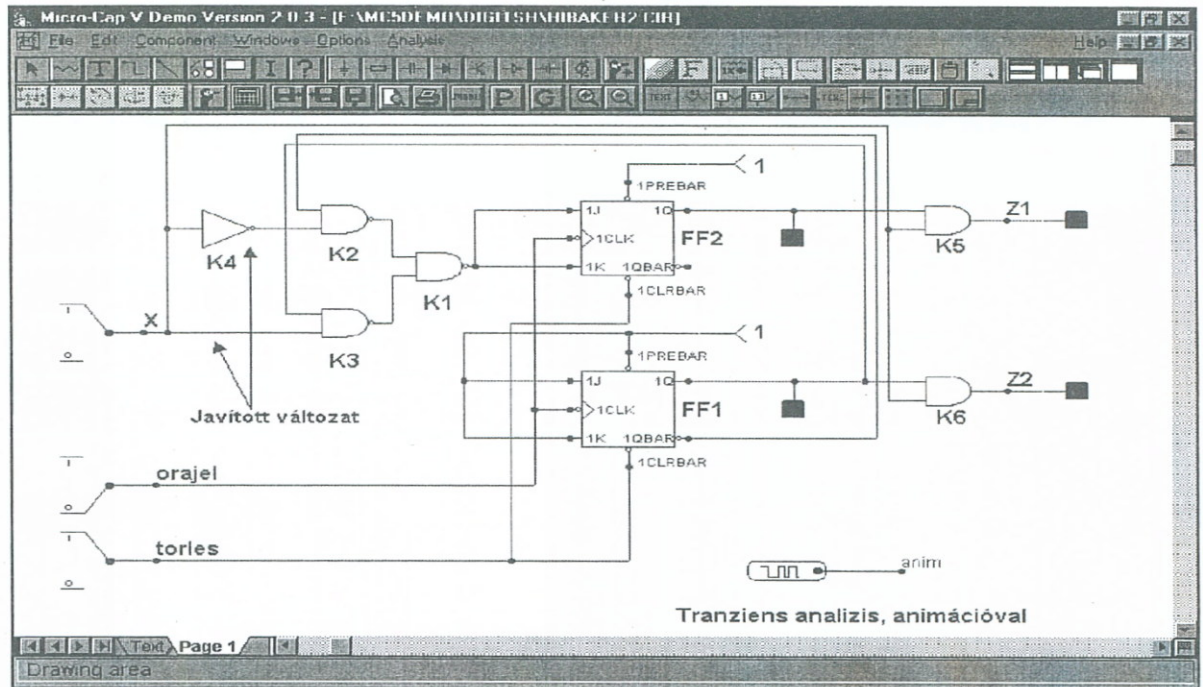 Micro-Cap V Demo Version 2.0.3 - [F:\MC5DEMO\DIGITSH\HIBAKER2.CIR]
File Edit Component Windows Options Analysis Help
1
1PREBAR
1J 1Q
Z1
K4
K2
1CLK
FF2
K5
1K 1QBAR
K1
1CLRBAR
X
K3
1
1PREBAR
1J 1Q
Z2
Javított változat
1CLK
FF1
K6
1K 1QBAR
1CLRBAR
orajel
torles
anim
Tranziens analizis, animációval
Text Page 1
Drawing area